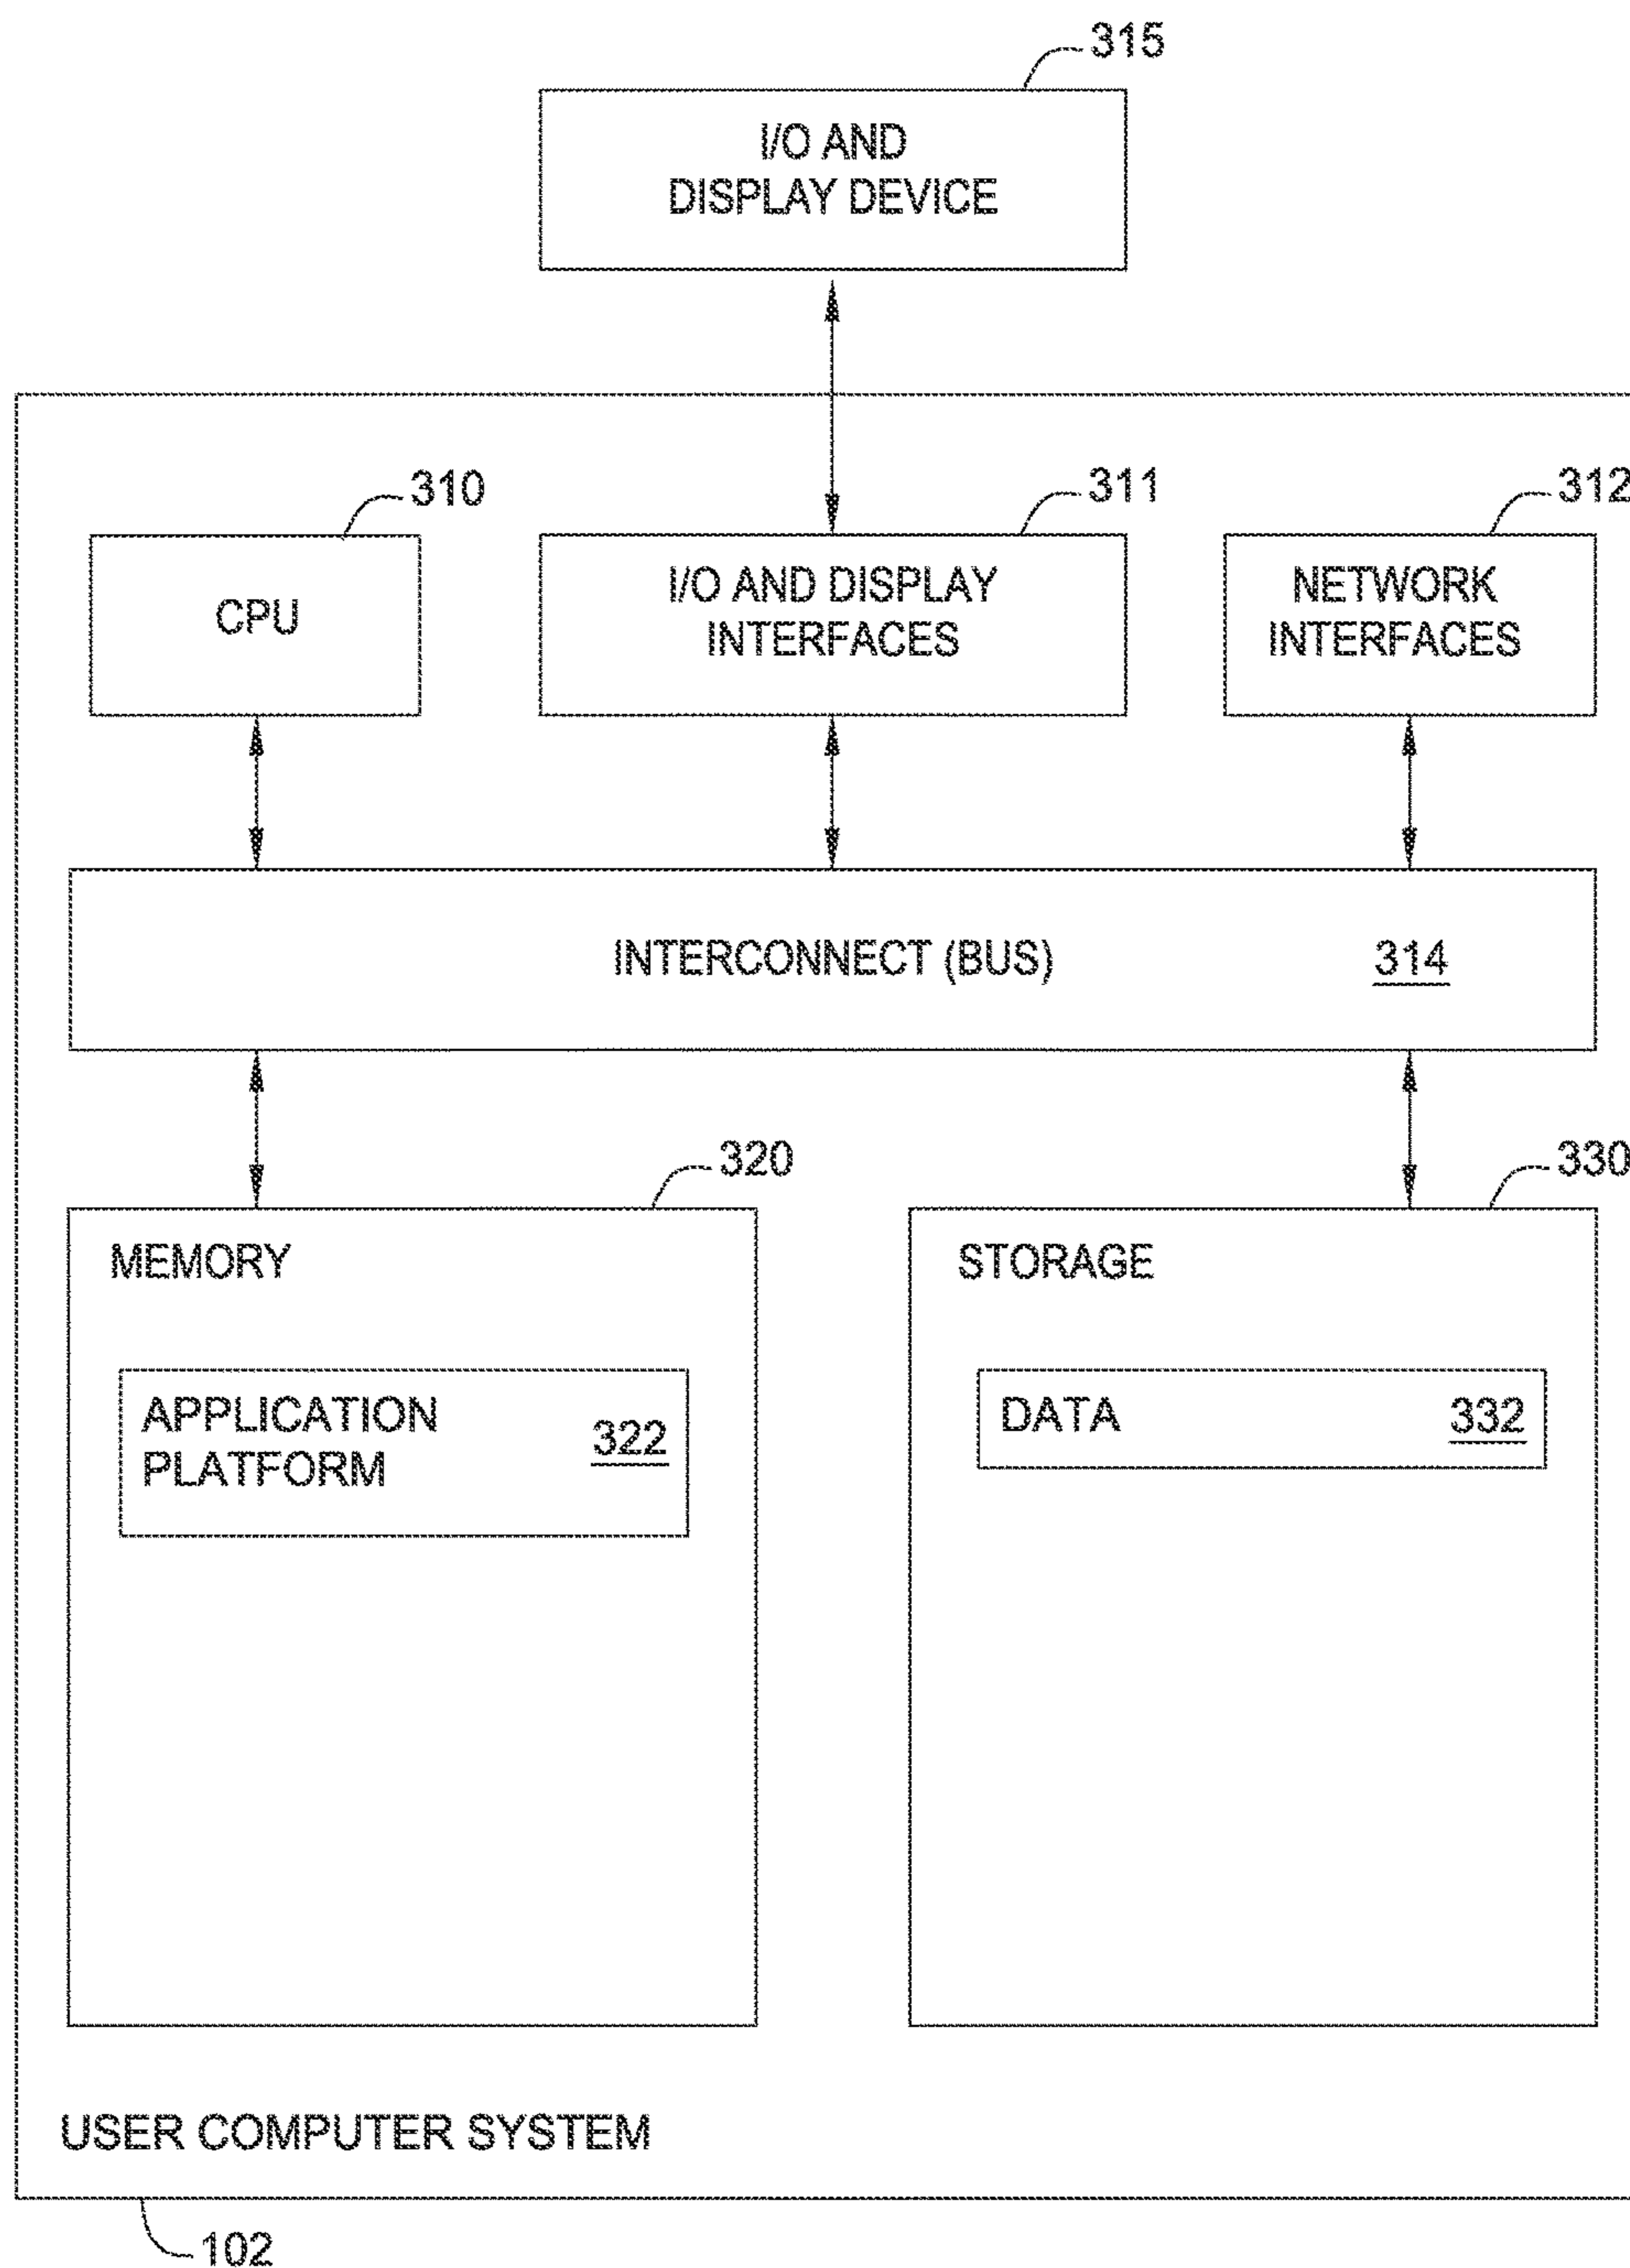 315
I/O AND
DISPLAY DEVICE
310
311
312
CPU
I/O AND DISPLAY
INTERFACES
NETWORK
INTERFACES
INTERCONNECT (BUS)
314
320
330
MEMORY
STORAGE
APPLICATION
PLATFORM
322
DATA
332
USER COMPUTER SYSTEM
102